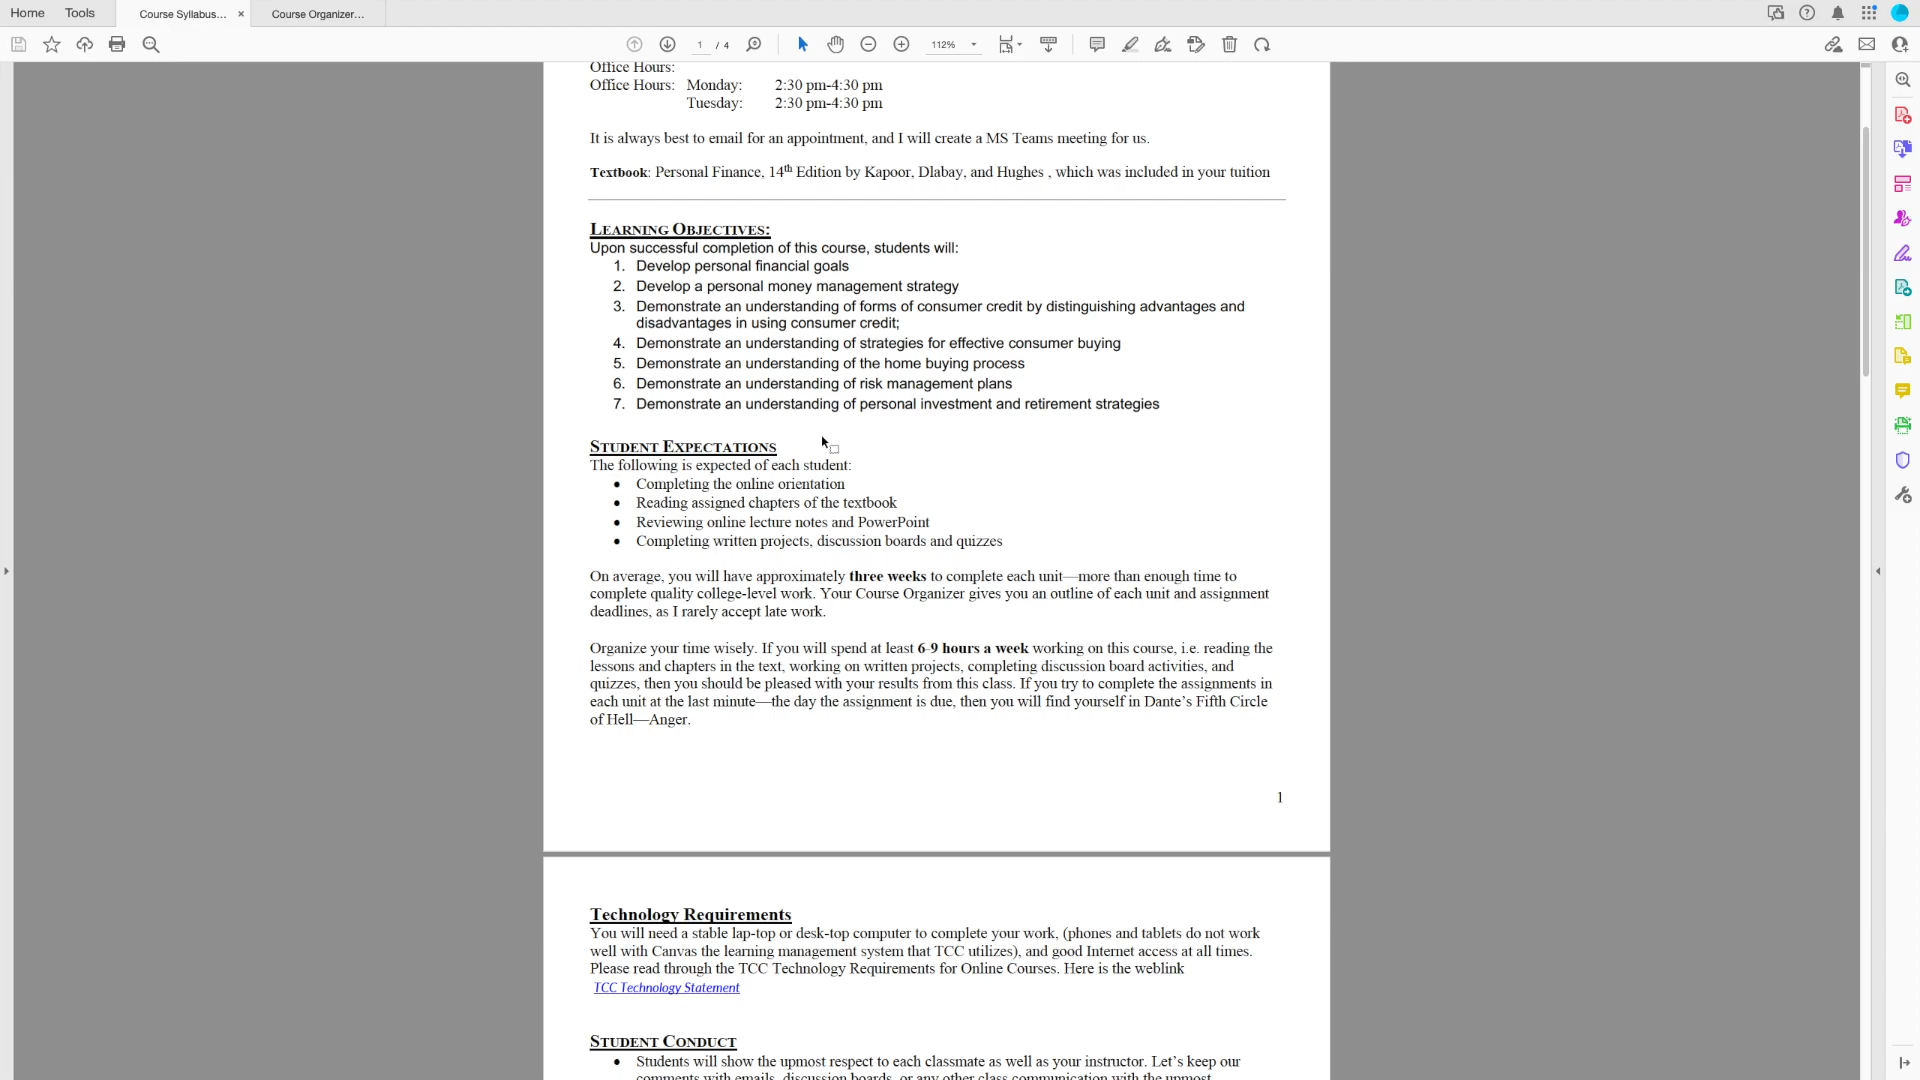 Home Tools Course Syllabus... × Course Organizer...
1 / 4 112%
Office Hours:
Office Hours: Monday: 2:30 pm-4:30 pm
Tuesday: 2:30 pm-4:30 pm
It is always best to email for an appointment, and I will create a MS Teams meeting for us.
Textbook: Personal Finance, 14th Edition by Kapoor, Dlabay, and Hughes , which was included in your tuition
LEARNING OBJECTIVES:
Upon successful completion of this course, students will:
1. Develop personal financial goals
2. Develop a personal money management strategy
3. Demonstrate an understanding of forms of consumer credit by distinguishing advantages and
disadvantages in using consumer credit;
4. Demonstrate an understanding of strategies for effective consumer buying
5. Demonstrate an understanding of the home buying process
6. Demonstrate an understanding of risk management plans
7. Demonstrate an understanding of personal investment and retirement strategies
STUDENT EXPECTATIONS
The following is expected of each student:
• Completing the online orientation
• Reading assigned chapters of the textbook
• Reviewing online lecture notes and PowerPoint
• Completing written projects, discussion boards and quizzes
On average, you will have approximately three weeks to complete each unit—more than enough time to
complete quality college-level work. Your Course Organizer gives you an outline of each unit and assignment
deadlines, as I rarely accept late work.
Organize your time wisely. If you will spend at least 6-9 hours a week working on this course, i.e. reading the
lessons and chapters in the text, working on written projects, completing discussion board activities, and
quizzes, then you should be pleased with your results from this class. If you try to complete the assignments in
each unit at the last minute—the day the assignment is due, then you will find yourself in Dante's Fifth Circle
of Hell—Anger.
1
Technology Requirements
You will need a stable lap-top or desk-top computer to complete your work, (phones and tablets do not work
well with Canvas the learning management system that TCC utilizes), and good Internet access at all times.
Please read through the TCC Technology Requirements for Online Courses. Here is the weblink
TCC Technology Statement
STUDENT CONDUCT
• Students will show the upmost respect to each classmate as well as your instructor. Let's keep our
comments with emails, discussion boards, or any other class communication with the upmost